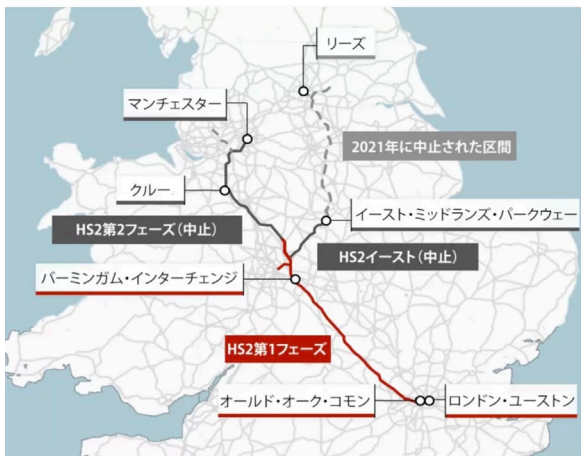 リーズ
マンチェスター
2021年に中止された区間
クルー
HS2第2フェーズ（中止）
イースト・ミッドランズ・パークウェー
HS2イースト（中止）
バーミンガム・インターチェンジ
HS2第1フェーズ
オールド・オーク・コモン
ロンドン・ユーストン